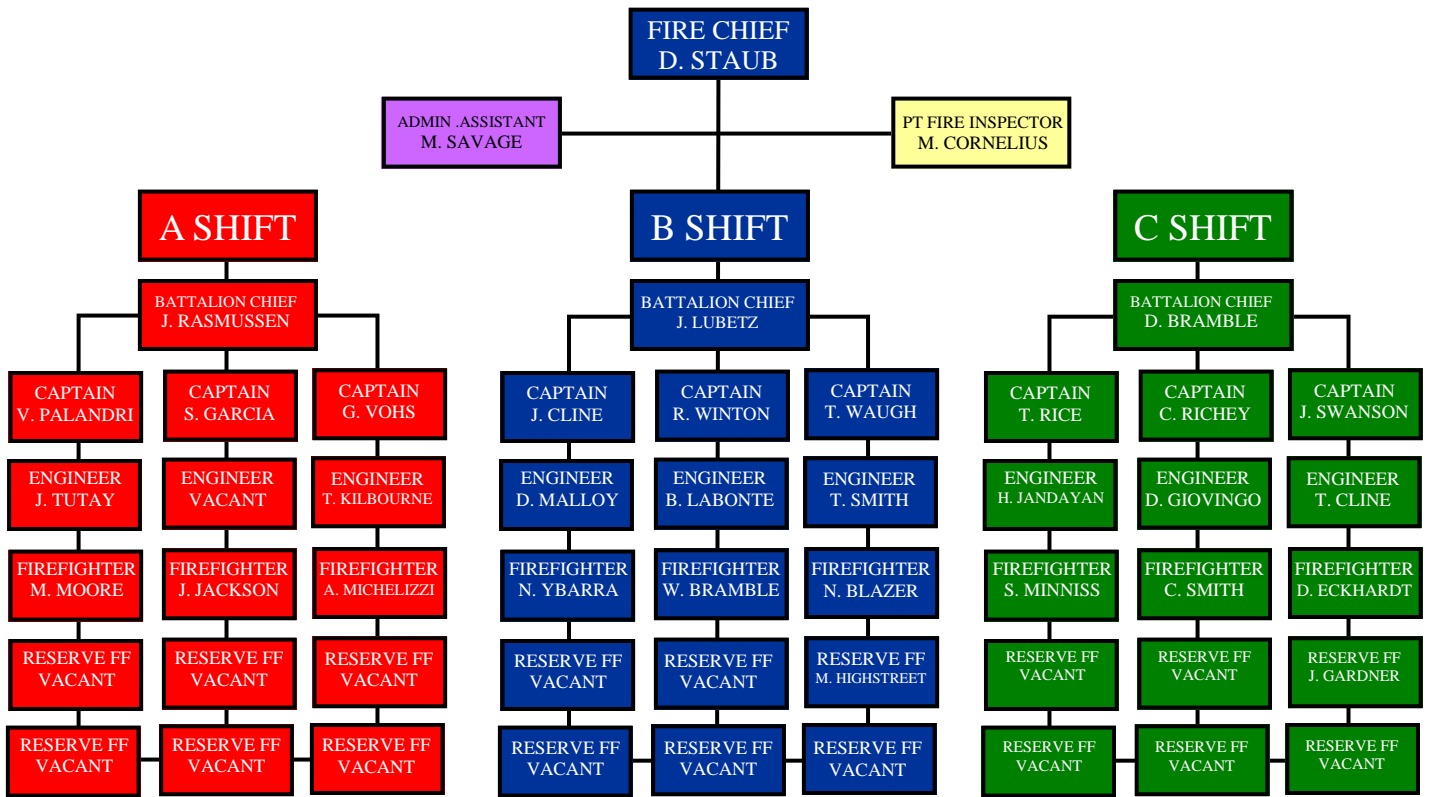 FIRE CHIEF
D. STAUB
ADMIN .ASSISTANT
M. SAVAGE
PT FIRE INSPECTOR
M. CORNELIUS
A SHIFT
B SHIFT
C SHIFT
BATTALION CHIEF
J. RASMUSSEN
BATTALION CHIEF
J. LUBETZ
BATTALION CHIEF
D. BRAMBLE
CAPTAIN
V. PALANDRI
CAPTAIN
S. GARCIA
CAPTAIN
G. VOHS
CAPTAIN
J. CLINE
CAPTAIN
R. WINTON
CAPTAIN
T. WAUGH
CAPTAIN
T. RICE
CAPTAIN
C. RICHEY
CAPTAIN
J. SWANSON
ENGINEER
J. TUTAY
ENGINEER
VACANT
ENGINEER
T. KILBOURNE
ENGINEER
D. MALLOY
ENGINEER
B. LABONTE
ENGINEER
T. SMITH
ENGINEER
H. JANDAYAN
ENGINEER
D. GIOVINGO
ENGINEER
T. CLINE
FIREFIGHTER
M. MOORE
FIREFIGHTER
J. JACKSON
FIREFIGHTER
A. MICHELIZZI
FIREFIGHTER
N. YBARRA
FIREFIGHTER
W. BRAMBLE
FIREFIGHTER
N. BLAZER
FIREFIGHTER
S. MINNISS
FIREFIGHTER
C. SMITH
FIREFIGHTER
D. ECKHARDT
RESERVE FF
VACANT
RESERVE FF
VACANT
RESERVE FF
VACANT
RESERVE FF
VACANT
RESERVE FF
VACANT
RESERVE FF
M. HIGHSTREET
RESERVE FF
VACANT
RESERVE FF
VACANT
RESERVE FF
J. GARDNER
RESERVE FF
VACANT
RESERVE FF
VACANT
RESERVE FF
VACANT
RESERVE FF
VACANT
RESERVE FF
VACANT
RESERVE FF
VACANT
RESERVE FF
VACANT
RESERVE FF
VACANT
RESERVE FF
VACANT